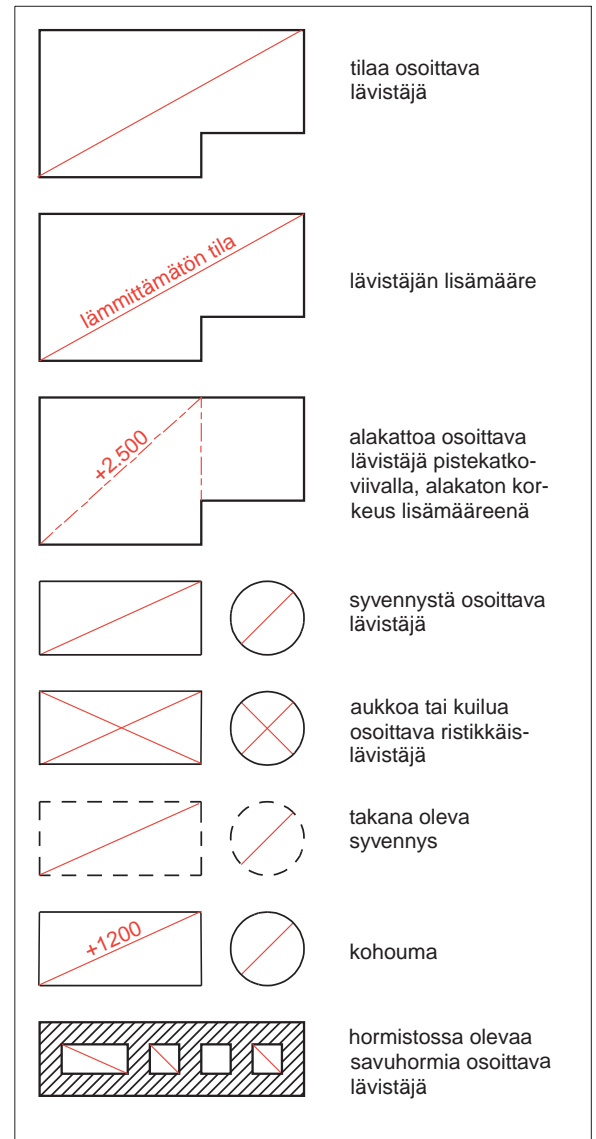 tilaa osoittava
lävistäjä
lämmittämätön tila
lävistäjän lisämääre
+2.500
alakattoa osoittava
lävistäjä pistekatko-
viivalla, alakaton kor-
keus lisämääreenä
syvennystä osoittava
lävistäjä
aukkoa tai kuilua
osoittava ristikkäis-
lävistäjä
takana oleva
syvennys
+1200
kohouma
hormistossa olevaa
savuhormia osoittava
lävistäjä